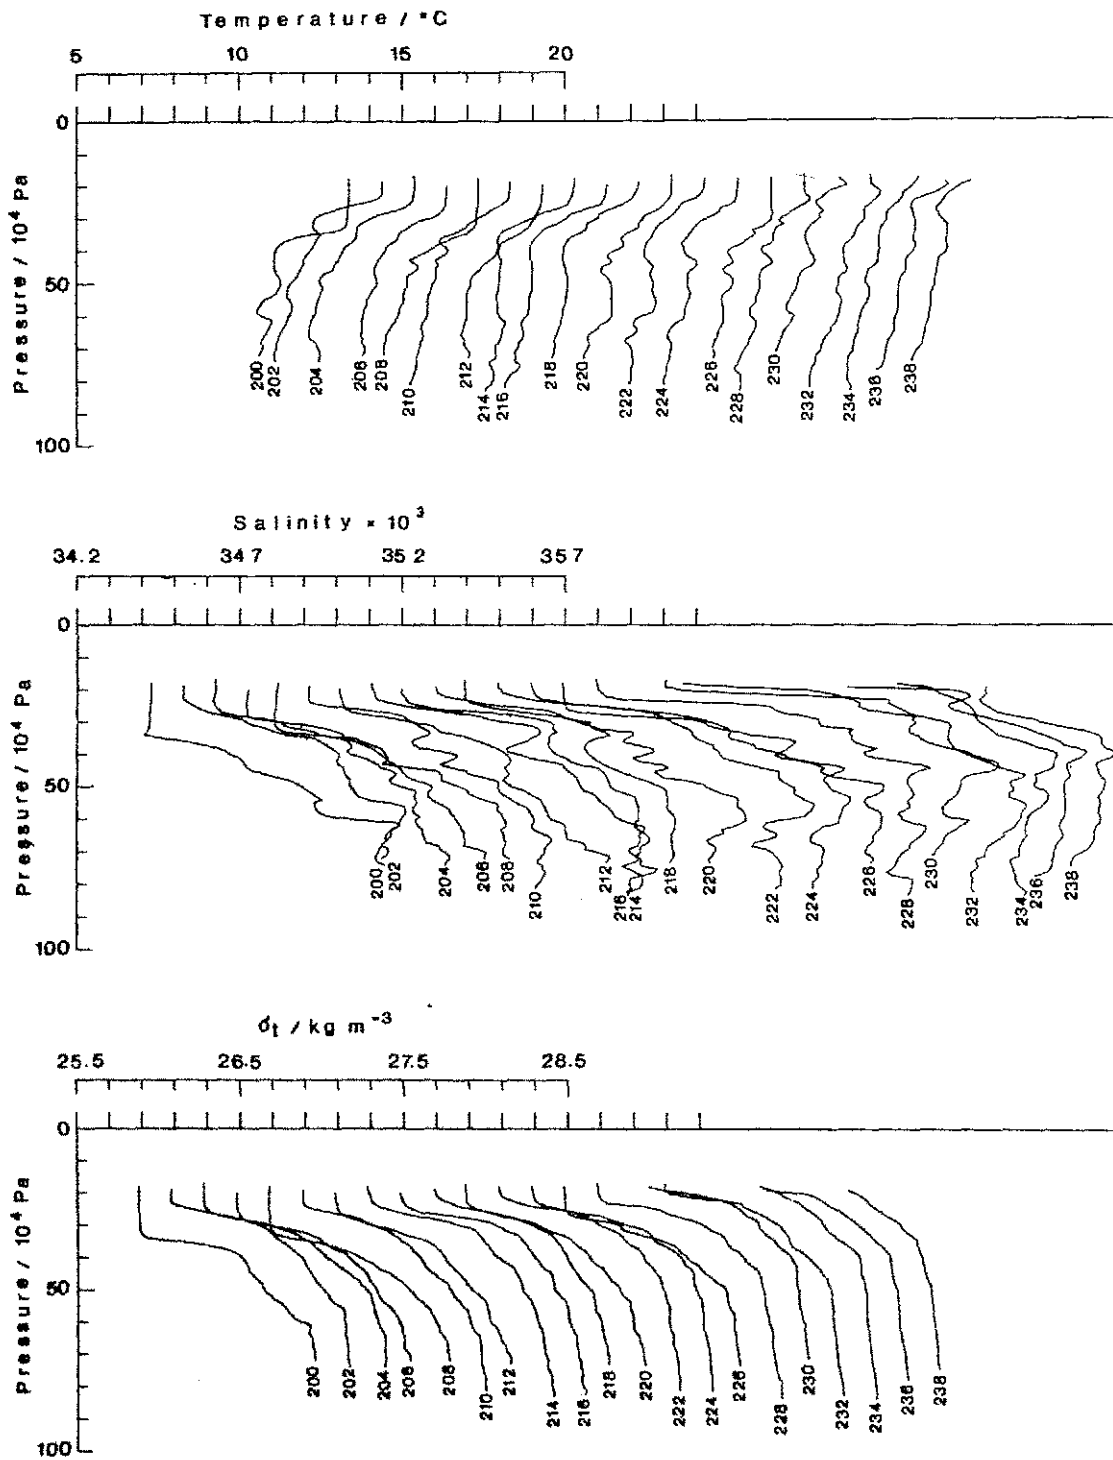 Temperature / °C
5 10 15 20
0
50
100
Pressure / 10⁴ Pa
200 202 204 206 208 210 212 214 216 218 220 222 224 226 228 230 232 234 236 238
Salinity × 10³
34.2 34.7 35.2 35.7
0
50
100
Pressure / 10⁴ Pa
200 202 204 206 208 210 212 216 214 218 220 222 224 226 228 230 232 234 236 238
σt / kg m⁻³
25.5 26.5 27.5 28.5
0
50
100
Pressure / 10⁴ Pa
200 202 204 206 208 210 212 214 216 218 220 222 224 226 228 230 232 234 236 238